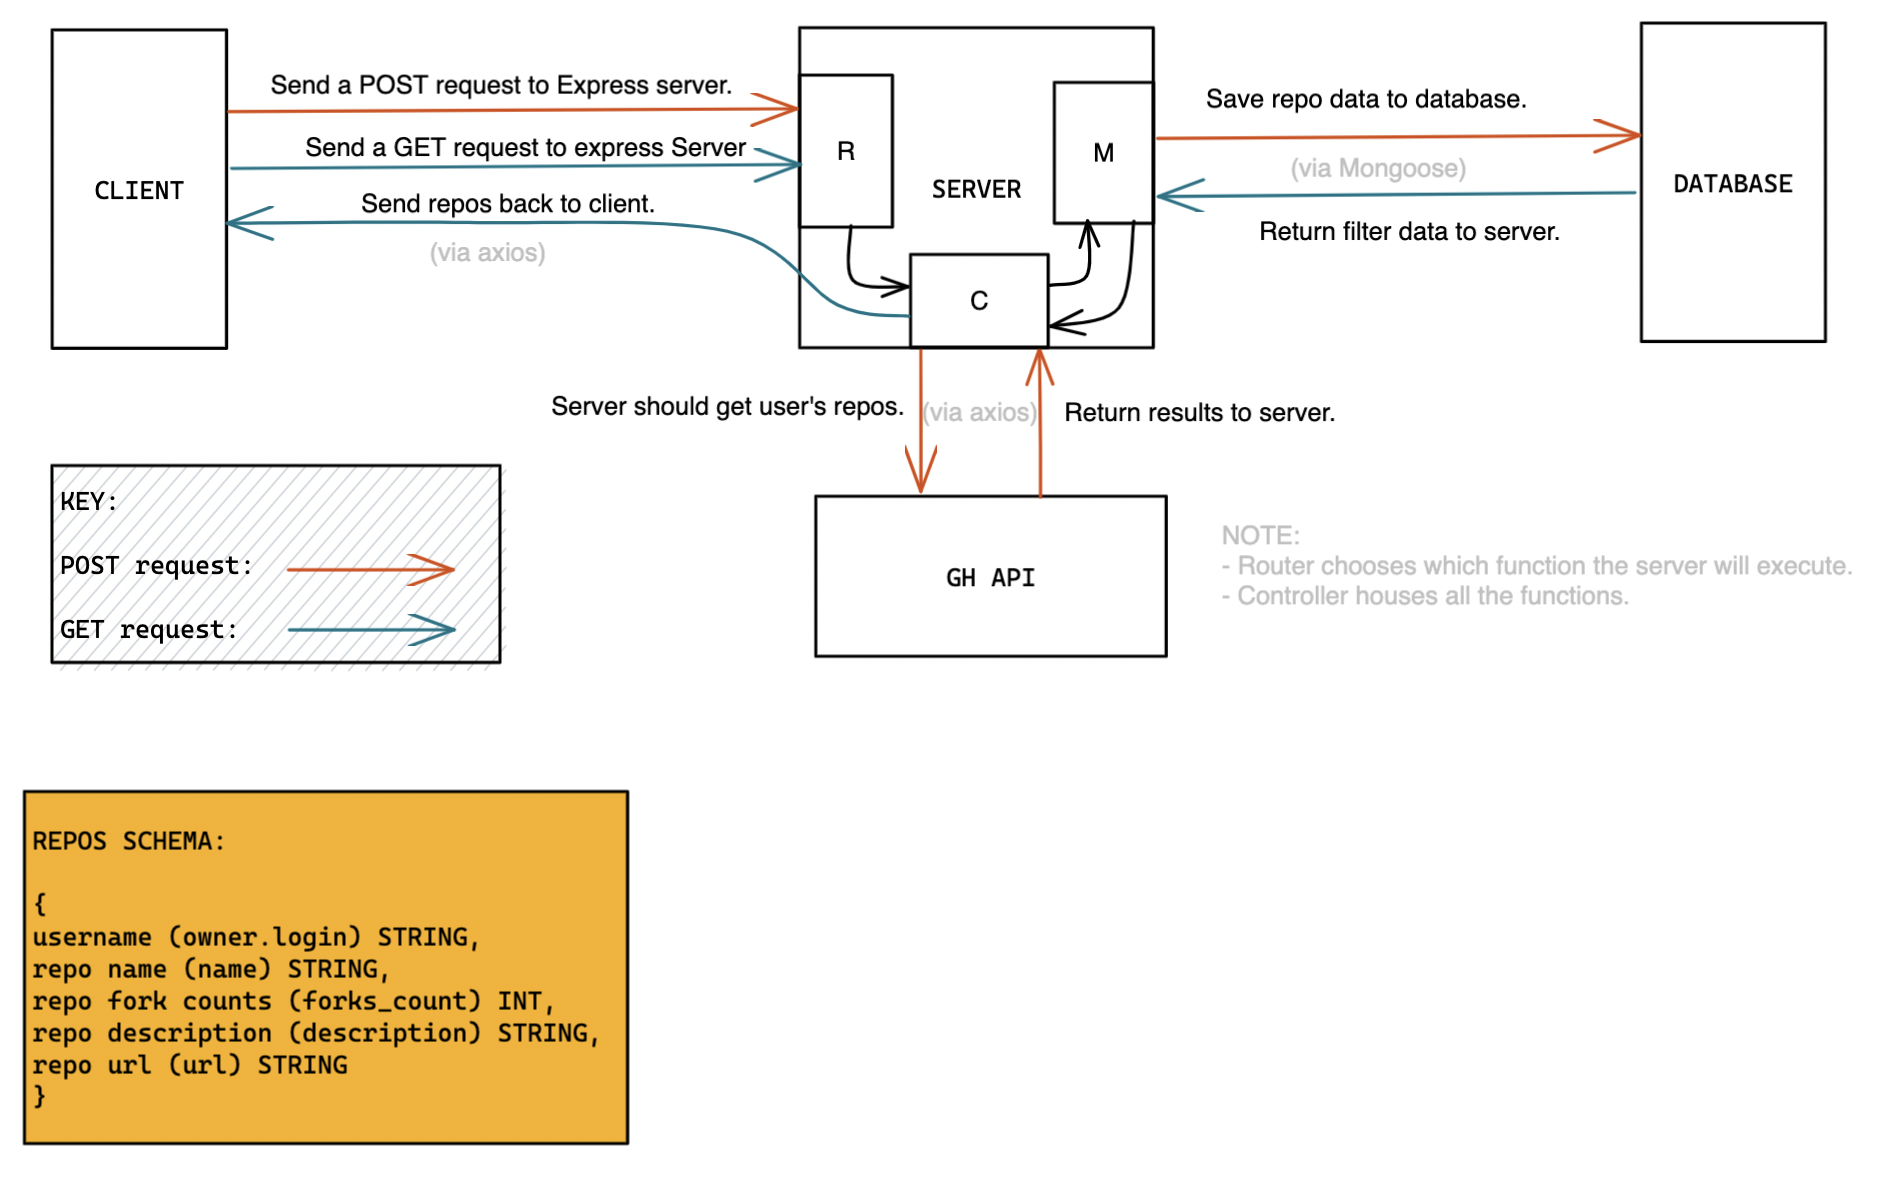 CLIENT
Send a POST request to Express server.
Send a GET request to express Server
Send repos back to client.
(via axios)
R
SERVER
M
C
Save repo data to database.
(via Mongoose)
Return filter data to server.
DATABASE
Server should get user's repos.
(via axios)
Return results to server.
GH API
KEY:
POST request:
GET request:
NOTE:
- Router chooses which function the server will execute.
- Controller houses all the functions.
REPOS SCHEMA:
{
username (owner.login) STRING,
repo name (name) STRING,
repo fork counts (forks_count) INT,
repo description (description) STRING,
repo url (url) STRING
}